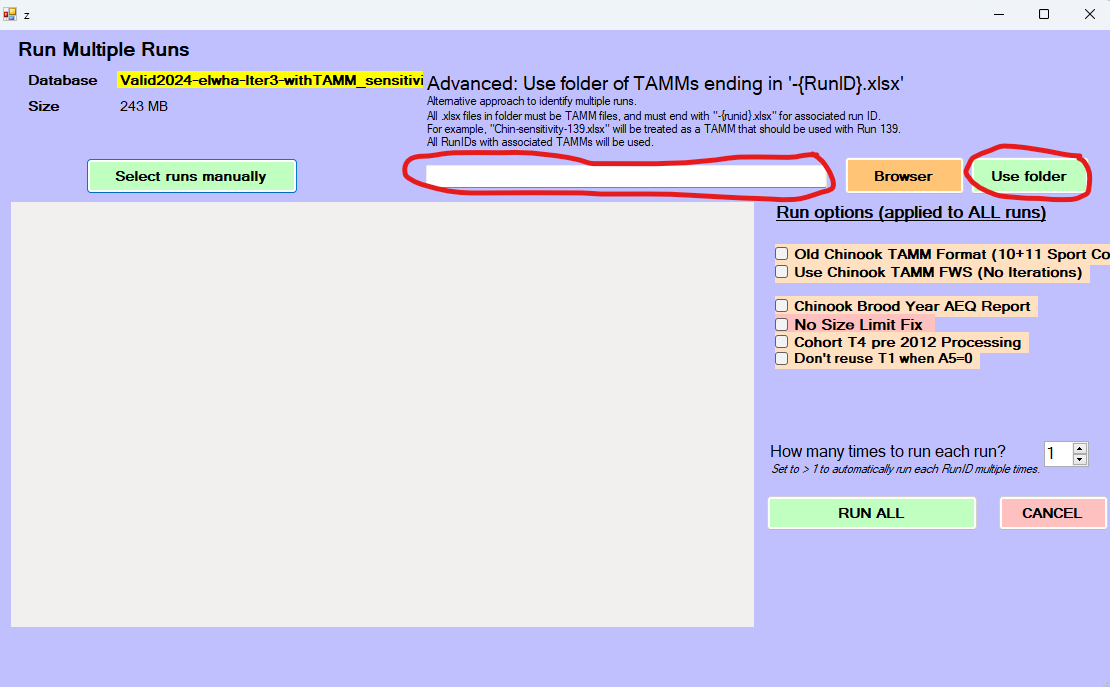 z
Run Multiple Runs
Database Valid2024-elwha-Iter3-withTAMM_sensitivi
Size 243 MB
Advanced: Use folder of TAMMs ending in '-{RunID}.xlsx'
Alternative approach to identify multiple runs.
All .xlsx files in folder must be TAMM files, and must end with "-{runid}.xlsx" for associated run ID.
For example, "Chin-sensitivity-139.xlsx" will be treated as a TAMM that should be used with Run 139.
All RunIDs with associated TAMMs will be used.
Select runs manually
Browser
Use folder
Run options (applied to ALL runs)
Old Chinook TAMM Format (10+11 Sport Co
Use Chinook TAMM FWS (No Iterations)
Chinook Brood Year AEQ Report
No Size Limit Fix
Cohort T4 pre 2012 Processing
Don't reuse T1 when A5=0
How many times to run each run? 1
Set to > 1 to automatically run each RunID multiple times.
RUN ALL
CANCEL